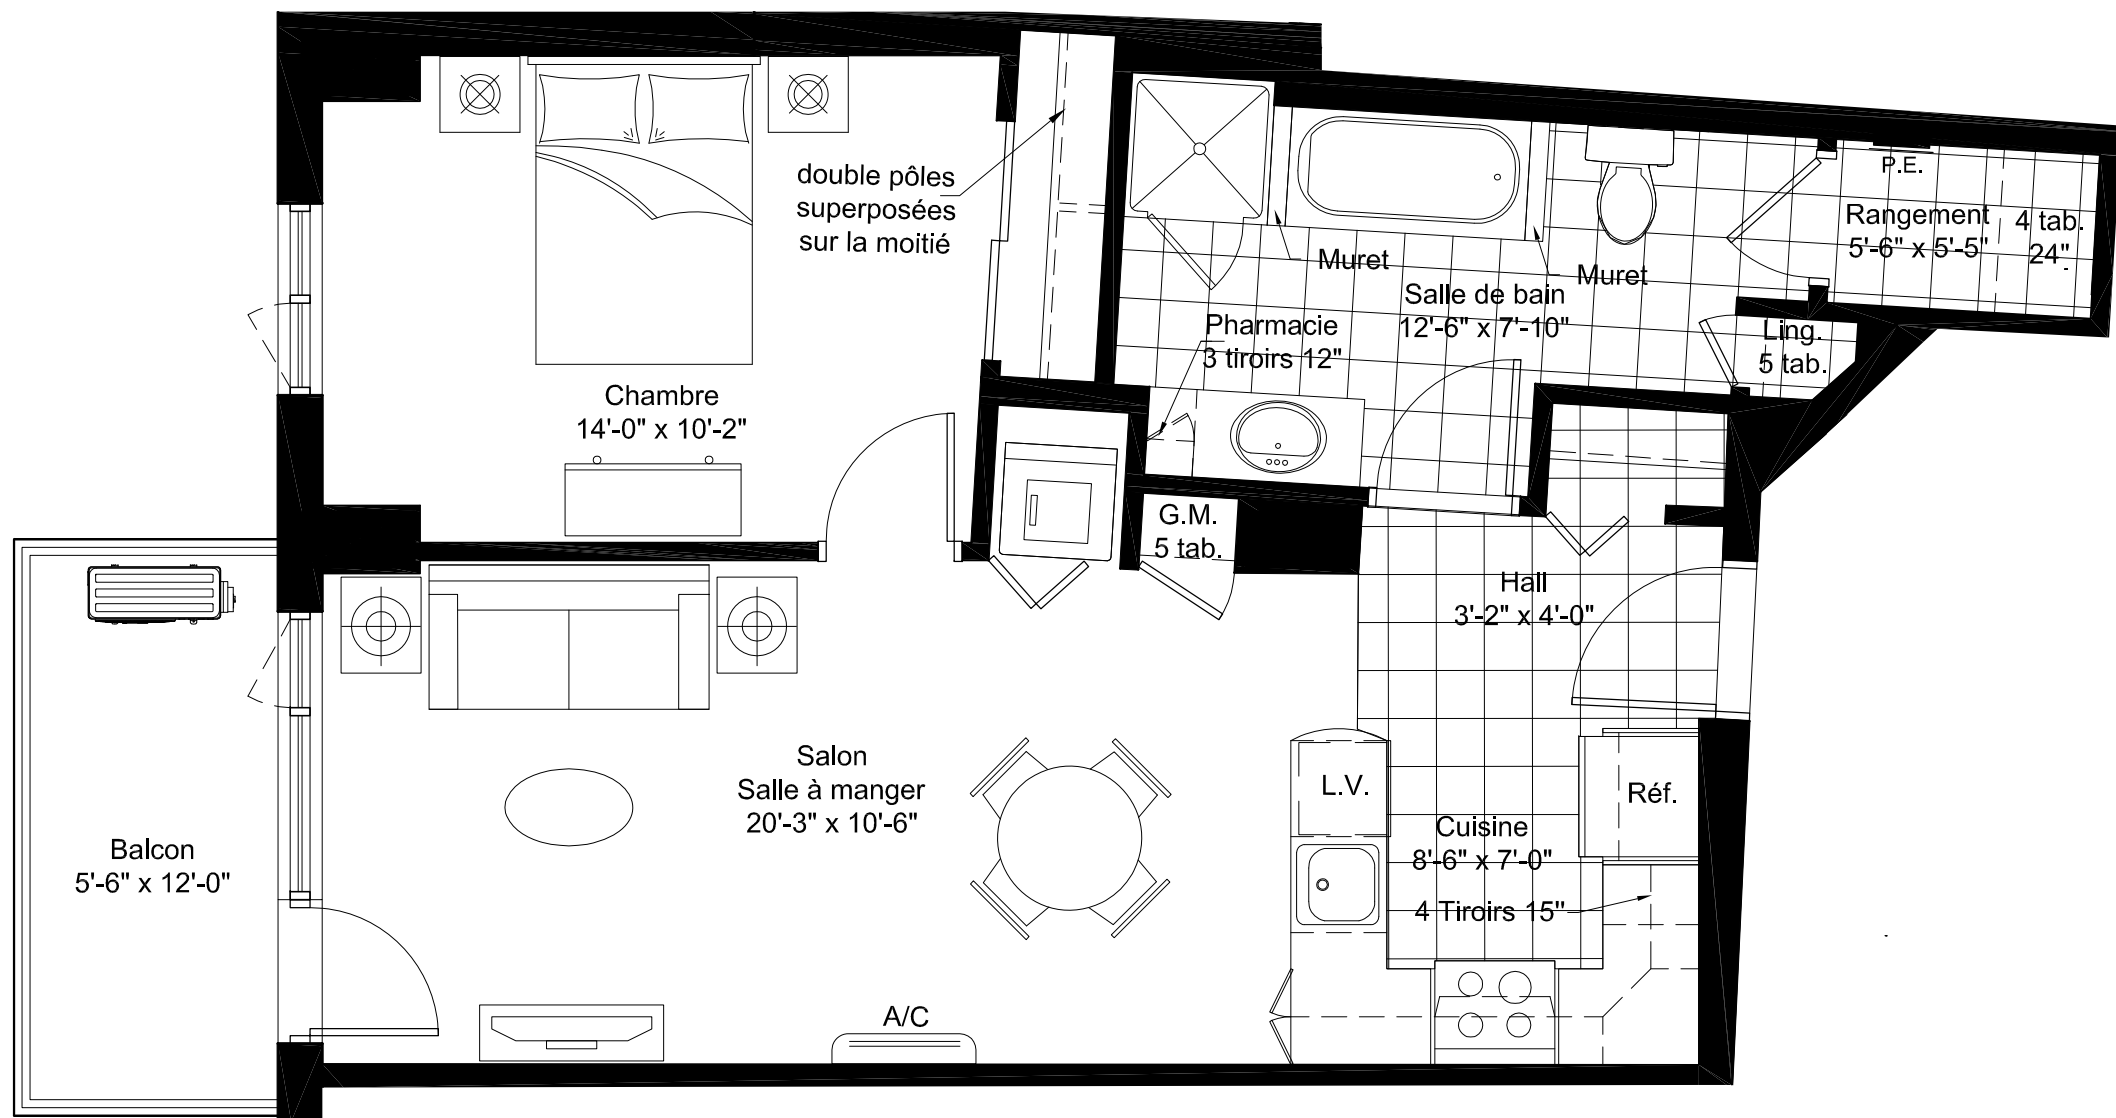 double pôles
superposées
sur la moitié
P.E.
Rangement
5'-6" x 5'-5"
4 tab.
24"
Muret
Muret
Salle de bain
12'-6" x 7'-10"
Pharmacie
3 tiroirs 12"
Ling.
5 tab.
Chambre
14'-0" x 10'-2"
G.M.
5 tab.
Hall
3'-2" x 4'-0"
Salon
Salle à manger
20'-3" x 10'-6"
L.V.
Réf.
Cuisine
8'-6" x 7'-0"
4 Tiroirs 15"
Balcon
5'-6" x 12'-0"
A/C